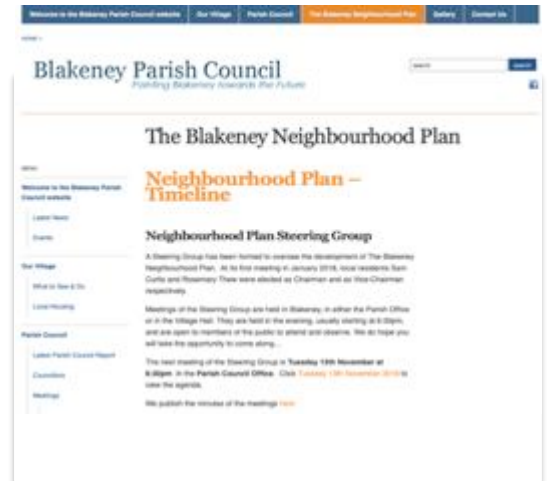 Welcome to the Blakeney Parish Council website Our Village Parish Council The Blakeney Neighbourhood Plan Gallery Contact Us
HOME »
Blakeney Parish Council
Pointing Blakeney towards the Future
search
search
The Blakeney Neighbourhood Plan
MENU
Welcome to the Blakeney Parish
Council website
Latest News
Events
Our Village
What to See & Do
Local Housing
Parish Council
Latest Parish Council Report
Councillors
Meetings
Neighbourhood Plan –
Timeline
Neighbourhood Plan Steering Group
A Steering Group has been formed to oversee the development of The Blakeney
Neighbourhood Plan. At its first meeting in January 2018, local residents Sam
Curtis and Rosemary Thew were elected as Chairman and as Vice-Chairman
respectively.
Meetings of the Steering Group are held in Blakeney, in either the Parish Office
or in the Village Hall. They are held in the evening, usually starting at 6.00pm,
and are open to members of the public to attend and observe. We do hope you
will take the opportunity to come along...
The next meeting of the Steering Group is Tuesday 13th November at
6.00pm in the Parish Council Office. Click Tuesday 13th November 2018 to
view the agenda.
We publish the minutes of the meetings here